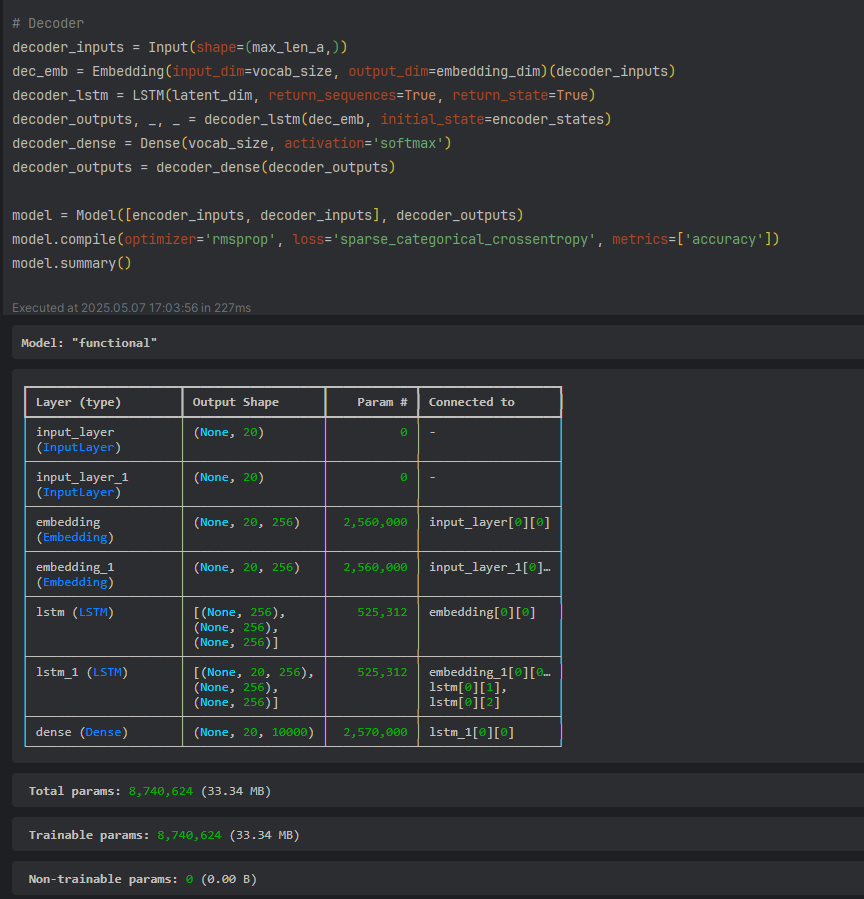 # Decoder
decoder_inputs = Input(shape=(max_len_a,))
dec_emb = Embedding(input_dim=vocab_size, output_dim=embedding_dim)(decoder_inputs)
decoder_lstm = LSTM(latent_dim, return_sequences=True, return_state=True)
decoder_outputs, _, _ = decoder_lstm(dec_emb, initial_state=encoder_states)
decoder_dense = Dense(vocab_size, activation='softmax')
decoder_outputs = decoder_dense(decoder_outputs)
model = Model([encoder_inputs, decoder_inputs], decoder_outputs)
model.compile(optimizer='rmsprop', loss='sparse_categorical_crossentropy', metrics=['accuracy'])
model.summary()
Executed at 2025.05.07 17:03:56 in 227ms
Model: "functional"
Layer (type) Output Shape Param # Connected to
input_layer (None, 20) 0 -
(InputLayer)
input_layer_1 (None, 20) 0 -
(InputLayer)
embedding (None, 20, 256) 2,560,000 input_layer[0][0]
(Embedding)
embedding_1 (None, 20, 256) 2,560,000 input_layer_1[0]…
(Embedding)
lstm (LSTM) [(None, 256), 525,312 embedding[0][0]
(None, 256),
(None, 256)]
lstm_1 (LSTM) [(None, 20, 256), 525,312 embedding_1[0][0…
(None, 256), lstm[0][1],
(None, 256)] lstm[0][2]
dense (Dense) (None, 20, 10000) 2,570,000 lstm_1[0][0]
Total params: 8,740,624 (33.34 MB)
Trainable params: 8,740,624 (33.34 MB)
Non-trainable params: 0 (0.00 B)